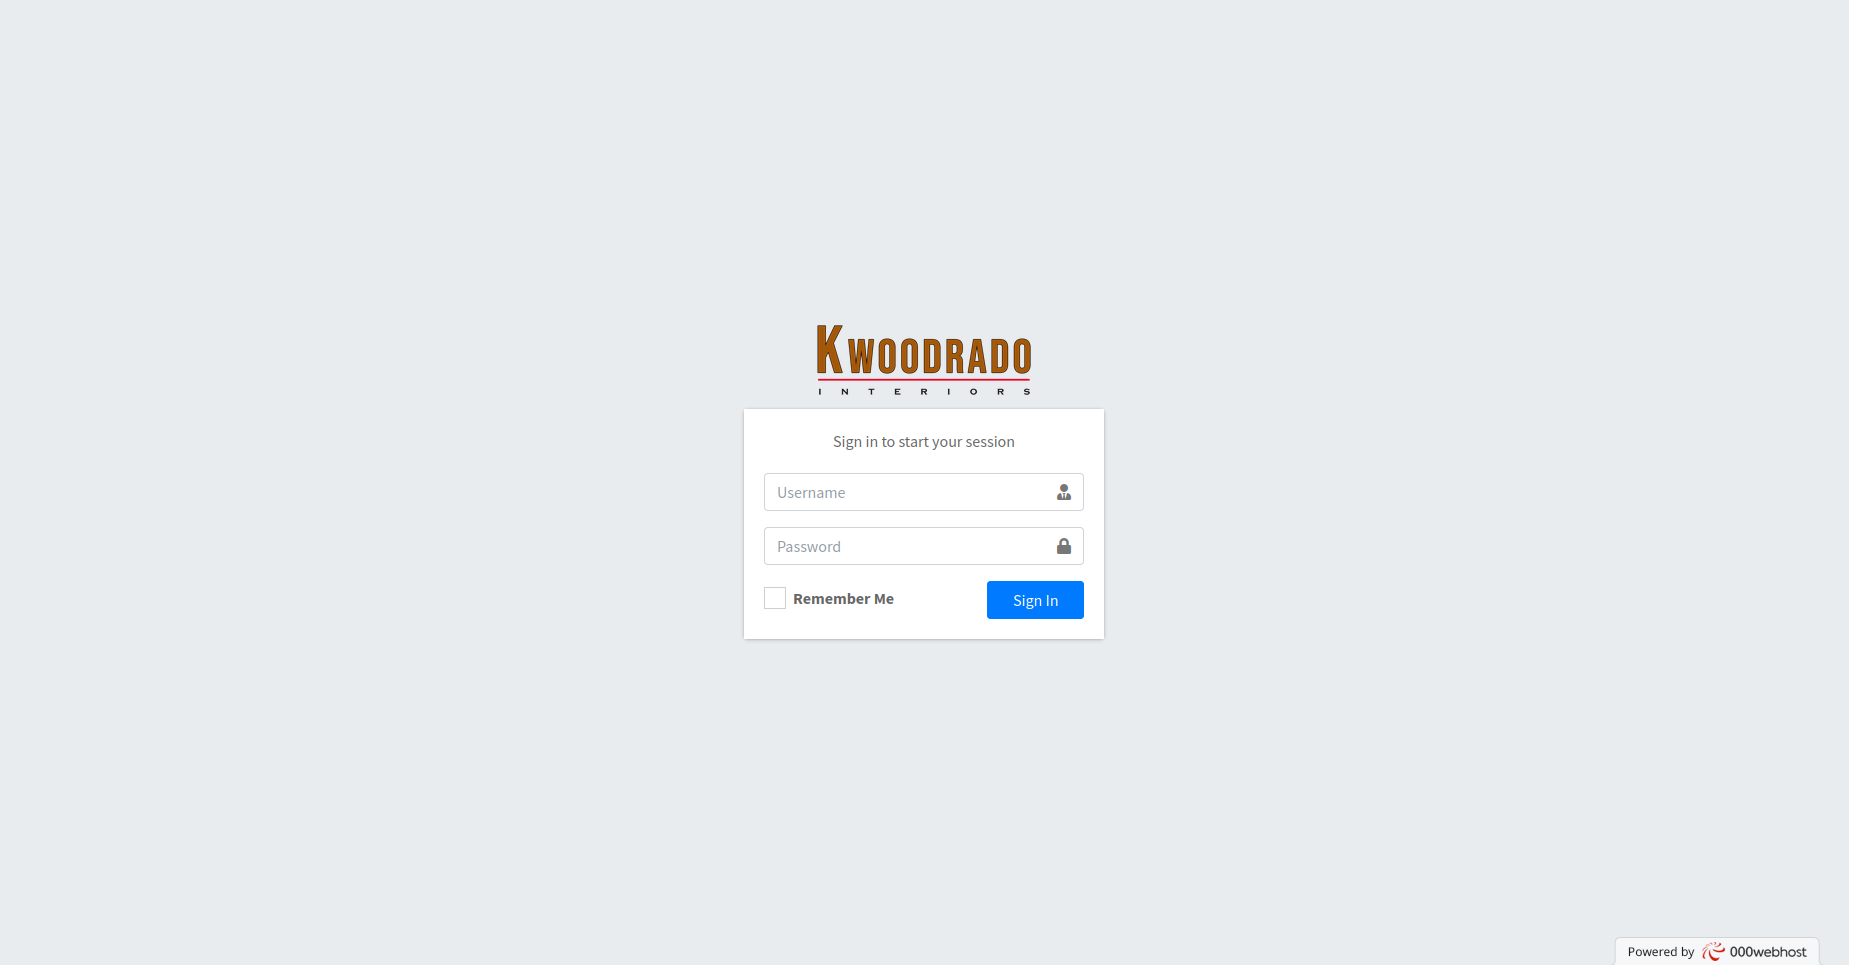 KWOODRADO
INTERIORS
Sign in to start your session
Username
Password
Remember Me
Sign In
Powered by 000webhost